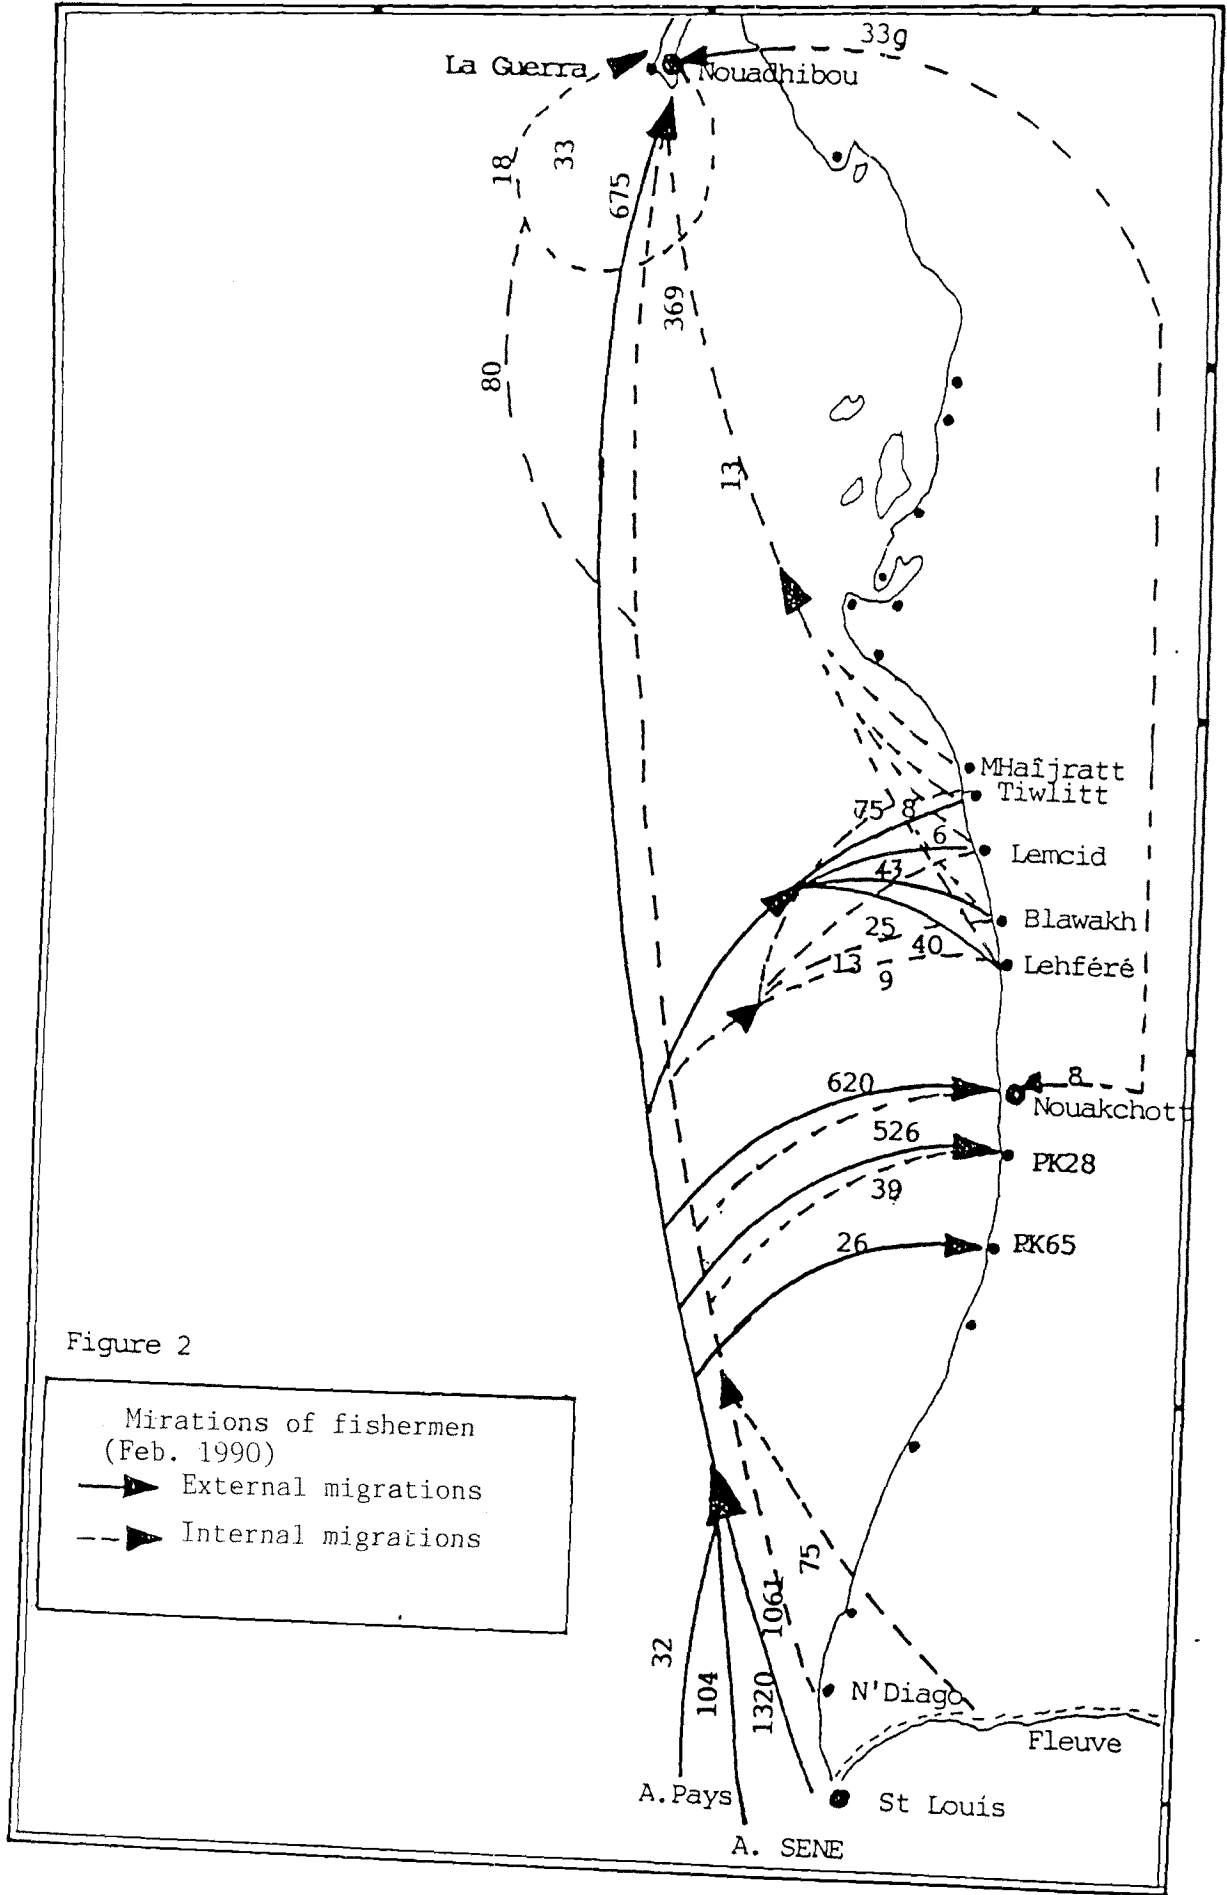 33g
La Guerra
Nouadhibou
18
33
675
369
80
13
MHaîjratt
Tiwlitt
75 8
6
Lemcid
43
25
Blawakh
40
13
Lehféré
9
8
620
Nouakchott
526
PK28
39
26
PK65
Figure 2
Mirations of fishermen
(Feb. 1990)
External migrations
Internal migrations
75
1061
32
104
1320
N'Diago
Fleuve
A.Pays
St Louis
A. SENE